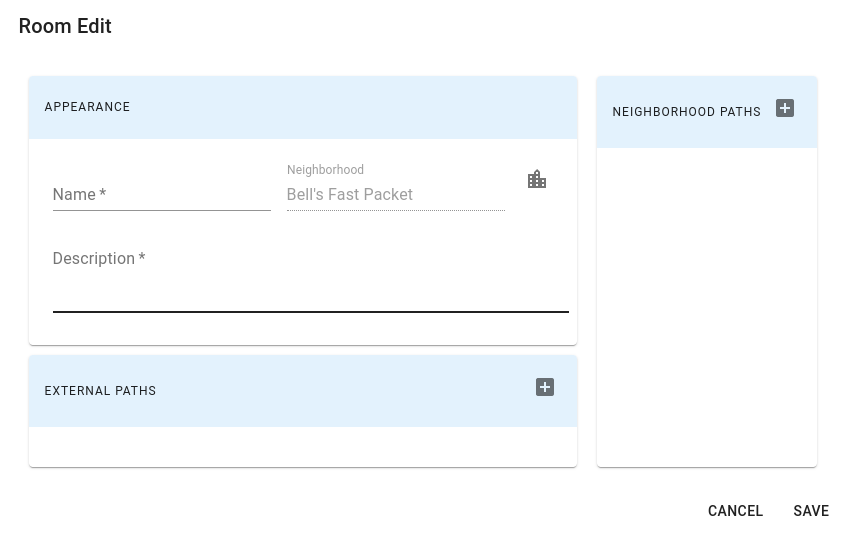 Room Edit
APPEARANCE
NEIGHBORHOOD PATHS
Name *
Neighborhood
Bell's Fast Packet
Description *
EXTERNAL PATHS
CANCEL
SAVE